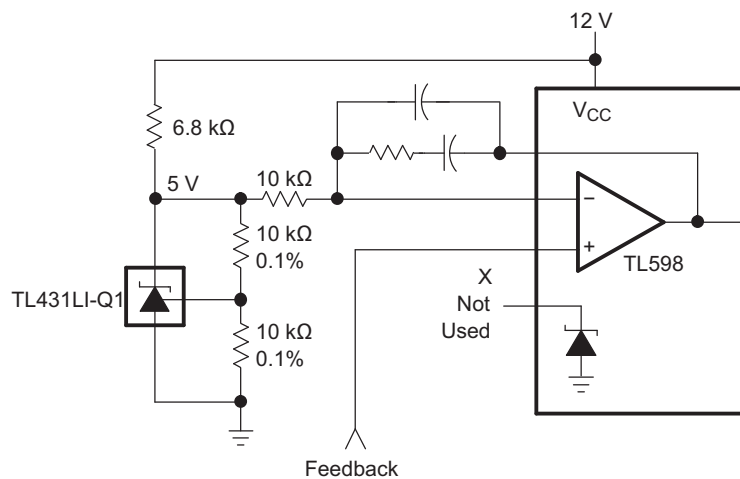 12 V
V_CC
6.8 kΩ
5 V
10 kΩ
10 kΩ
0.1%
−
+
TL598
TL431LI-Q1
X
Not
Used
10 kΩ
0.1%
Feedback